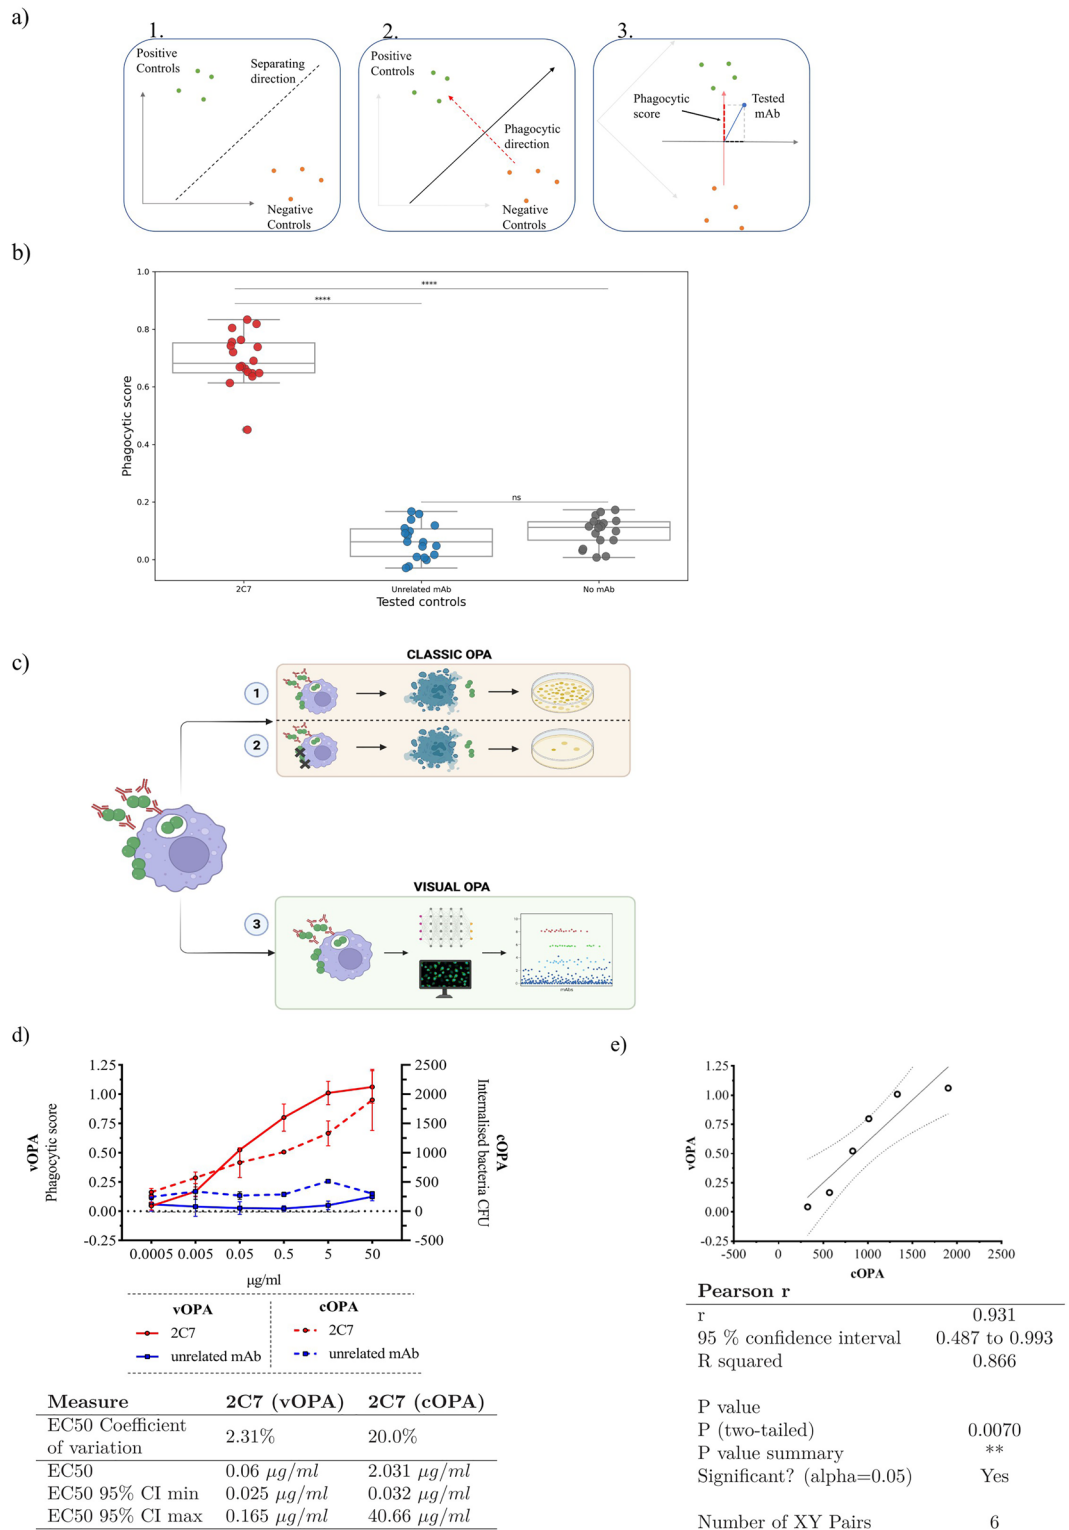 a)
1.
Positive
Controls
Separating
direction
Negative
Controls
2.
Positive
Controls
Phagocytic
direction
Negative
Controls
3.
Phagocytic
score
Tested
mAb
b)
1.0
0.8
0.6
0.4
0.2
0.0
Phagocytic score
****
****
ns
2C7
Unrelated mAb
No mAb
Tested controls
c)
CLASSIC OPA
1
2
VISUAL OPA
3
mAbs
d)
vOPA
Phagocytic score
1.25
1.00
0.75
0.50
0.25
0.00
-0.25
2500
2000
1500
1000
500
0
-500
Internalised bacteria CFU
cOPA
0.0005 0.005 0.05 0.5 5 50
µg/ml
vOPA cOPA
2C7 2C7
unrelated mAb unrelated mAb
Measure 2C7 (vOPA) 2C7 (cOPA)
EC50 Coefficient
of variation 2.31% 20.0%
EC50 0.06 µg/ml 2.031 µg/ml
EC50 95% CI min 0.025 µg/ml 0.032 µg/ml
EC50 95% CI max 0.165 µg/ml 40.66 µg/ml
e)
vOPA
1.25
1.00
0.75
0.50
0.25
0.00
-0.25
-500 0 500 1000 1500 2000 2500
cOPA
Pearson r
r 0.931
95 % confidence interval 0.487 to 0.993
R squared 0.866
P value
P (two-tailed) 0.0070
P value summary **
Significant? (alpha=0.05) Yes
Number of XY Pairs 6